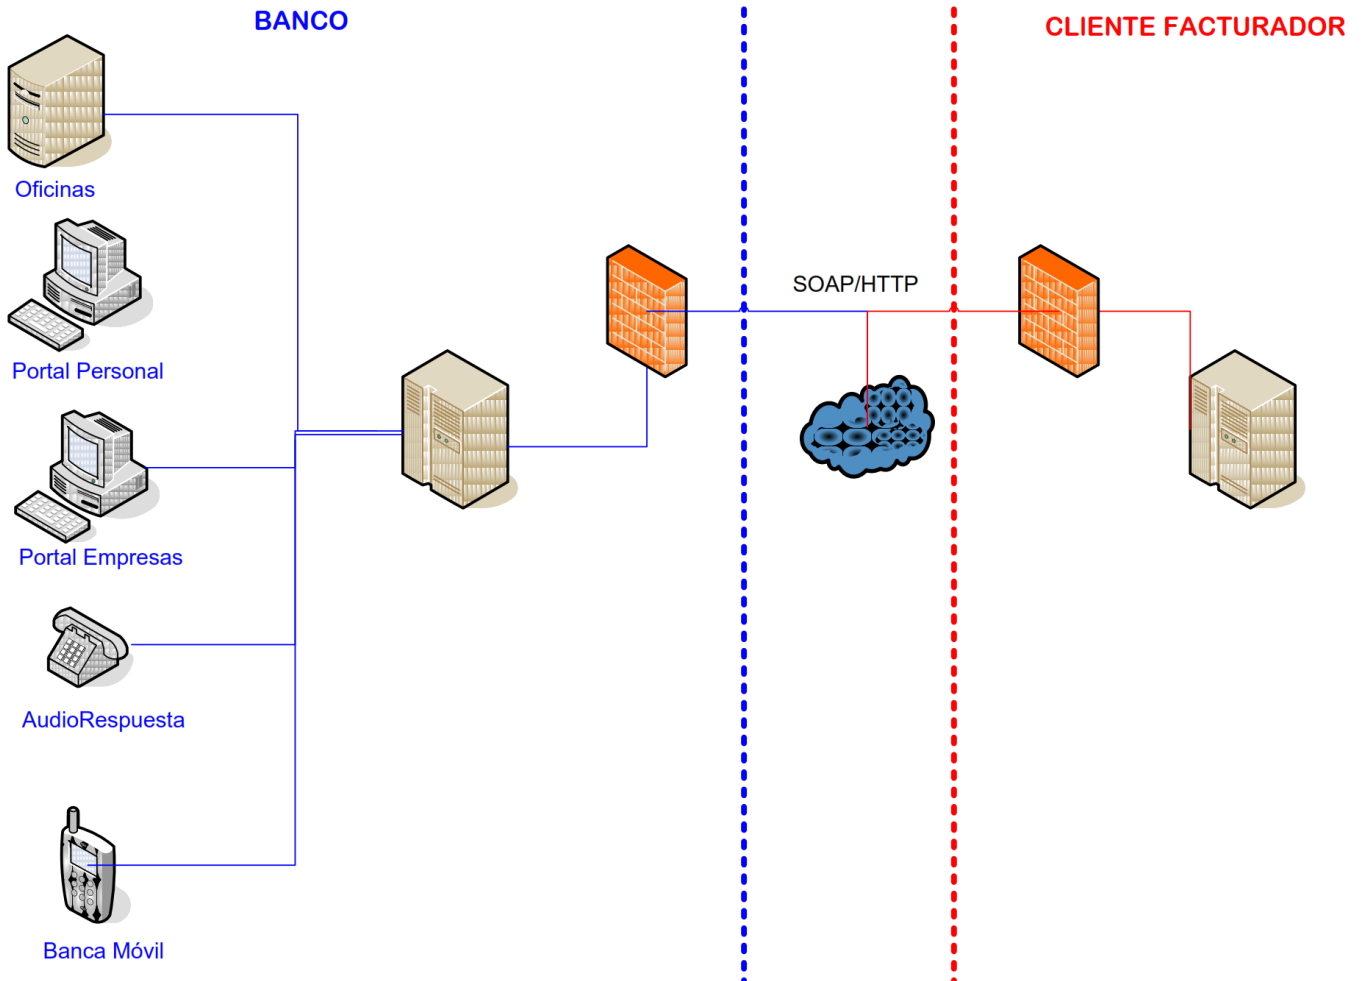 BANCO
CLIENTE FACTURADOR
Oficinas
SOAP/HTTP
Portal Personal
Portal Empresas
AudioRespuesta
Banca Móvil